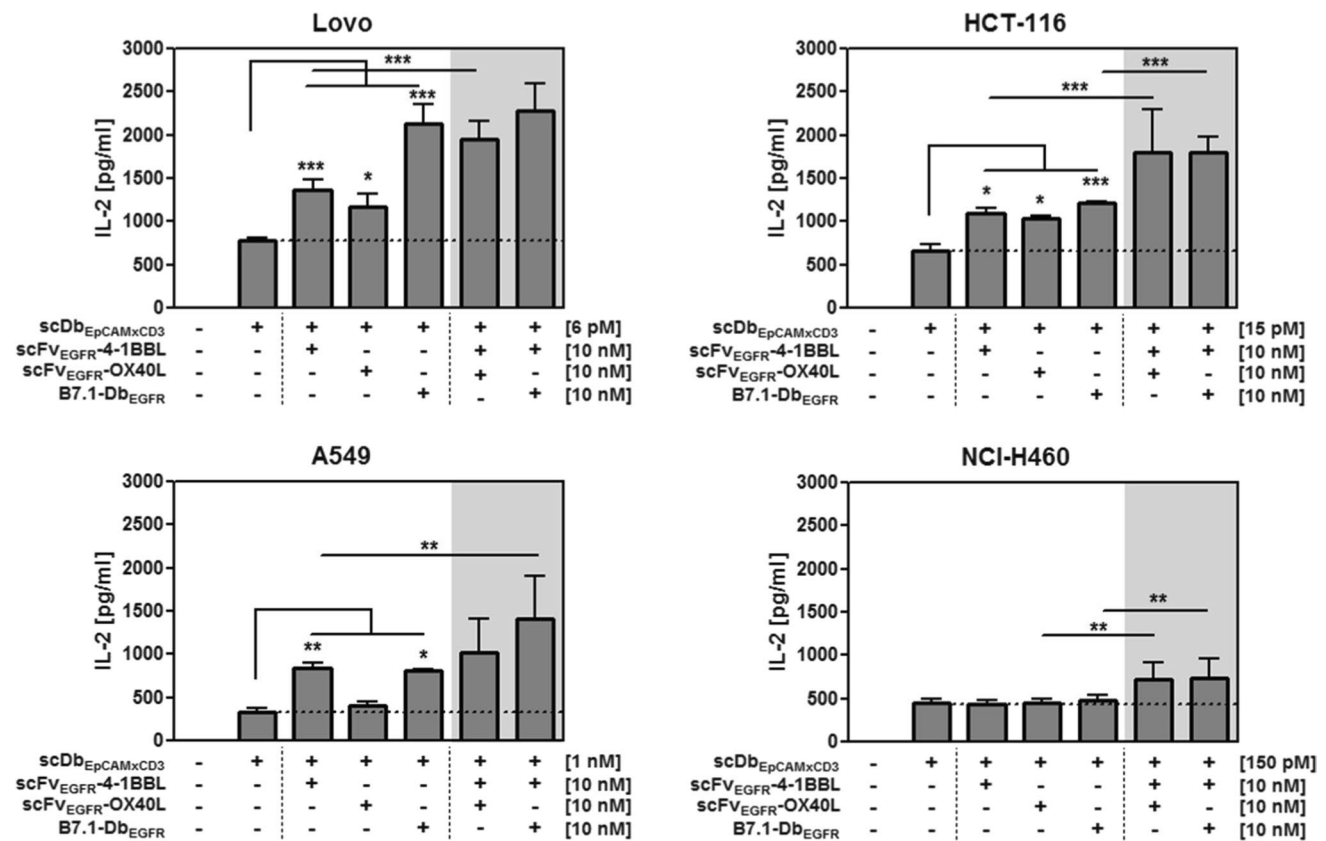 Lovo
3000
2500
2000
1500
1000
500
0
IL-2 [pg/ml]
***
***
*
***
scDbEpCAMxCD3 - + + + + + + [6 pM]
scFvEGFR-4-1BBL - - + - - + + [10 nM]
scFvEGFR-OX40L - - - + - + - [10 nM]
B7.1-DbEGFR - - - - + - + [10 nM]
HCT-116
3000
2500
2000
1500
1000
500
0
IL-2 [pg/ml]
***
***
*
*
***
scDbEpCAMxCD3 - + + + + + + [15 pM]
scFvEGFR-4-1BBL - - + - - + + [10 nM]
scFvEGFR-OX40L - - - + - + - [10 nM]
B7.1-DbEGFR - - - - + - + [10 nM]
A549
3000
2500
2000
1500
1000
500
0
IL-2 [pg/ml]
**
**
*
scDbEpCAMxCD3 - + + + + + + [1 nM]
scFvEGFR-4-1BBL - - + - - + + [10 nM]
scFvEGFR-OX40L - - - + - + - [10 nM]
B7.1-DbEGFR - - - - + - + [10 nM]
NCI-H460
3000
2500
2000
1500
1000
500
0
IL-2 [pg/ml]
**
**
scDbEpCAMxCD3 - + + + + + + [150 pM]
scFvEGFR-4-1BBL - - + - - + + [10 nM]
scFvEGFR-OX40L - - - + - + - [10 nM]
B7.1-DbEGFR - - - - + - + [10 nM]